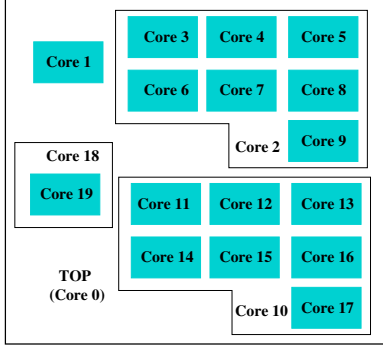 Core 3 Core 4 Core 5
Core 1
Core 6 Core 7 Core 8
Core 2 Core 9
Core 18
Core 19
Core 11 Core 12 Core 13
Core 14 Core 15 Core 16
TOP
(Core 0)
Core 10 Core 17